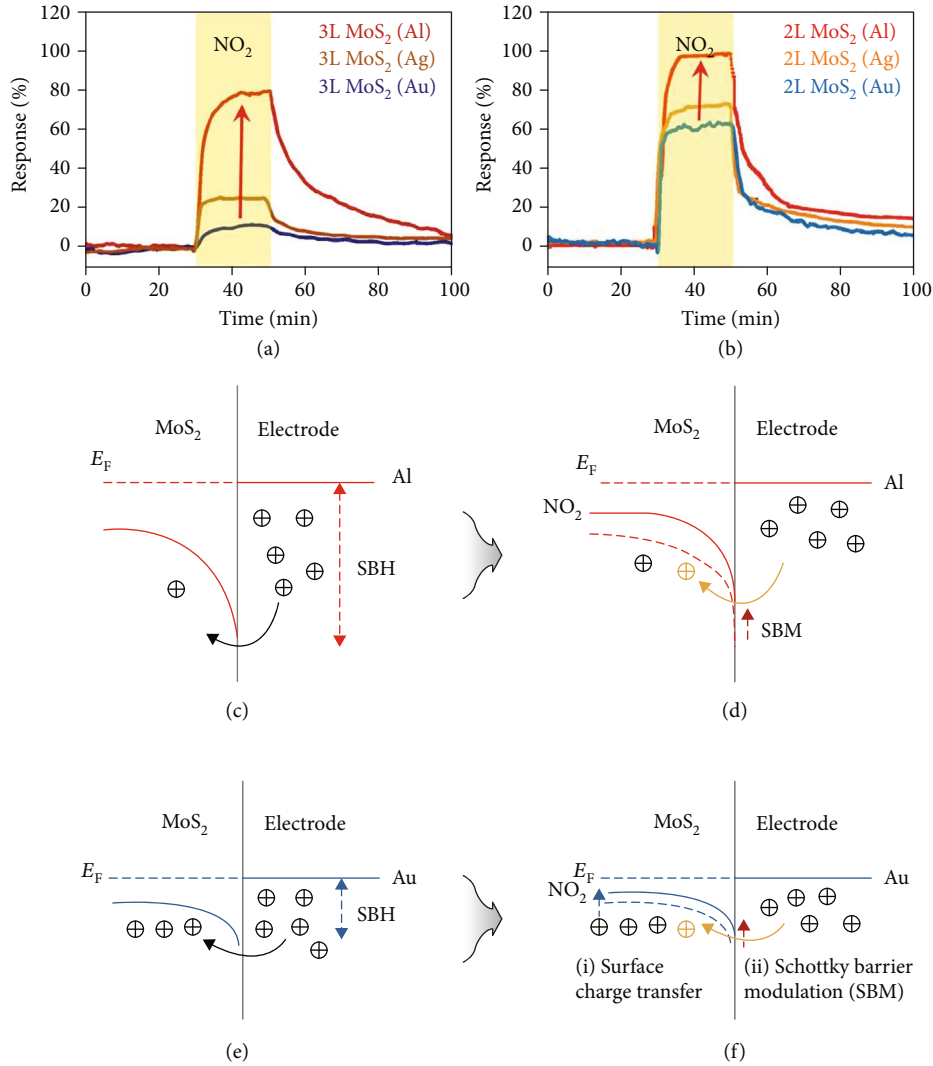 120
100
80
60
40
20
0
Response (%)
NO₂
3L MoS₂ (Al)
3L MoS₂ (Ag)
3L MoS₂ (Au)
0 20 40 60 80 100
Time (min)
(a)
120
100
80
60
40
20
0
Response (%)
NO₂
2L MoS₂ (Al)
2L MoS₂ (Ag)
2L MoS₂ (Au)
0 20 40 60 80 100
Time (min)
(b)
MoS₂ Electrode
E_F
Al
SBH
(c)
MoS₂ Electrode
E_F
Al
NO₂
SBM
(d)
MoS₂ Electrode
E_F
Au
SBH
(e)
MoS₂ Electrode
E_F
Au
NO₂
(i) Surface
charge transfer
(ii) Schottky barrier
modulation (SBM)
(f)